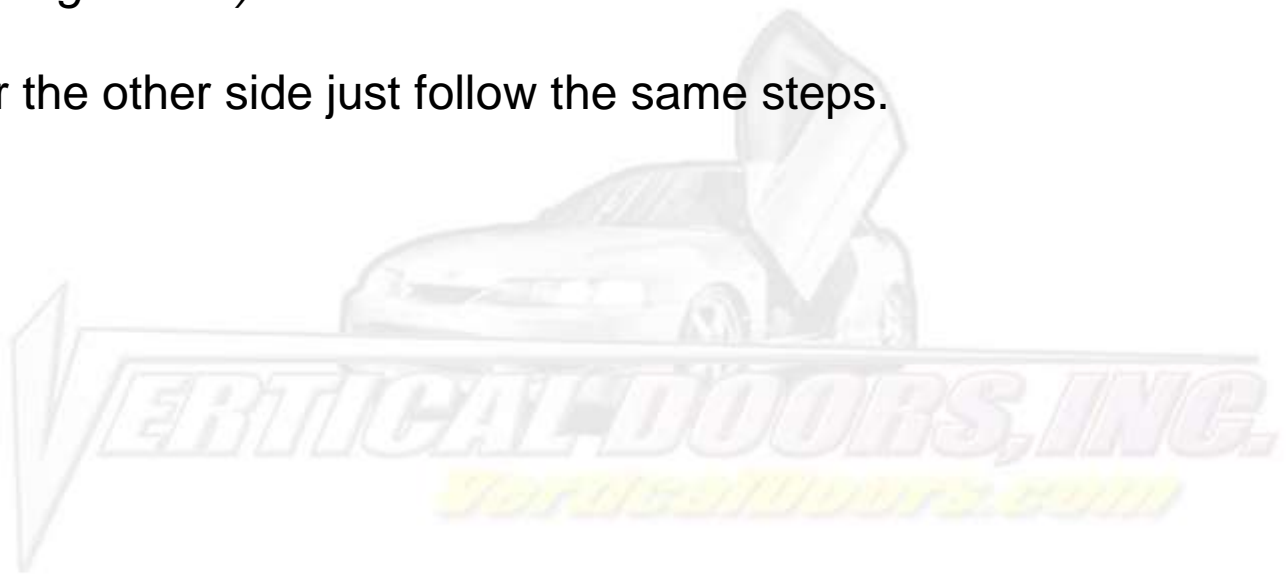 r the other side just follow the same steps.
VERTICAL DOORS, INC.
VerticalDoors.com